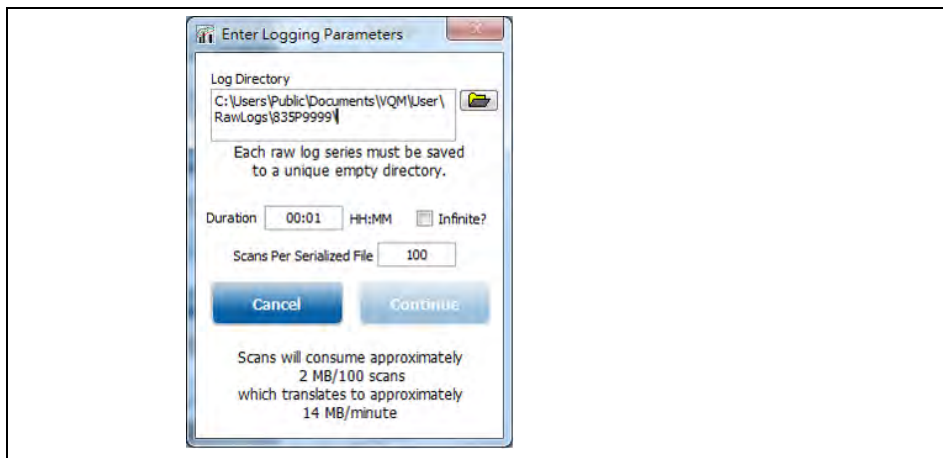 Enter Logging Parameters
Log Directory
C:\Users\Public\Documents\VQM\User\
RawLogs\835P9999\
Each raw log series must be saved
to a unique empty directory.
Duration 00:01 HH:MM Infinite?
Scans Per Serialized File 100
Cancel Continue
Scans will consume approximately
2 MB/100 scans
which translates to approximately
14 MB/minute